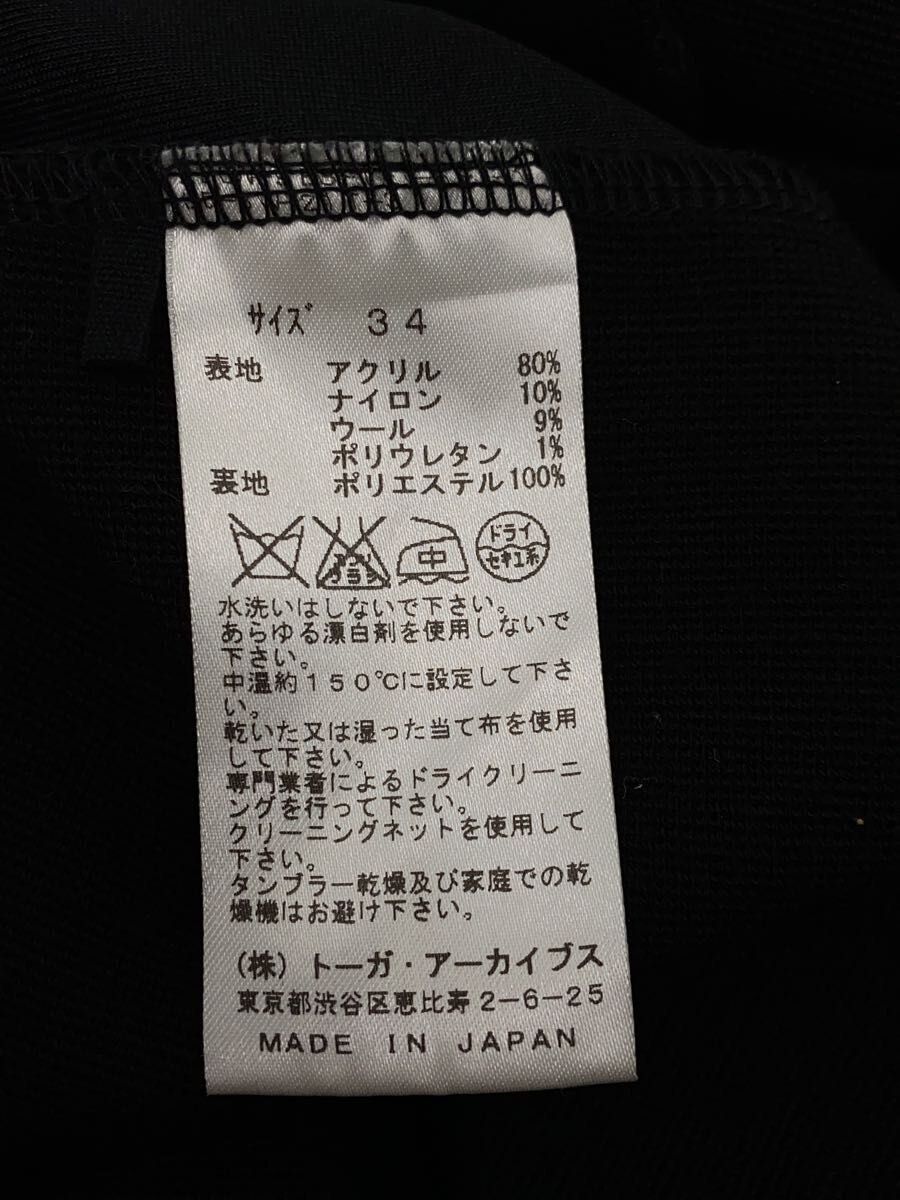 サイズ 34
表地 アクリル 80%
ナイロン 10%
ウール 9%
ポリウレタン 1%
裏地 ポリエステル 100%
中 ドライ
セキユ系
水洗いはしないで下さい。
あらゆる漂白剤を使用しないで
下さい。
中温約150℃に設定して下さ
い。
乾いた又は湿った当て布を使用
して下さい。
専門業者によるドライクリーニ
ングを行って下さい。
クリーニングネットを使用して
下さい。
タンブラー乾燥及び家庭での乾
燥機はお避け下さい。
(株)トーガ・アーカイブス
東京都渋谷区恵比寿2-6-25
MADE IN JAPAN